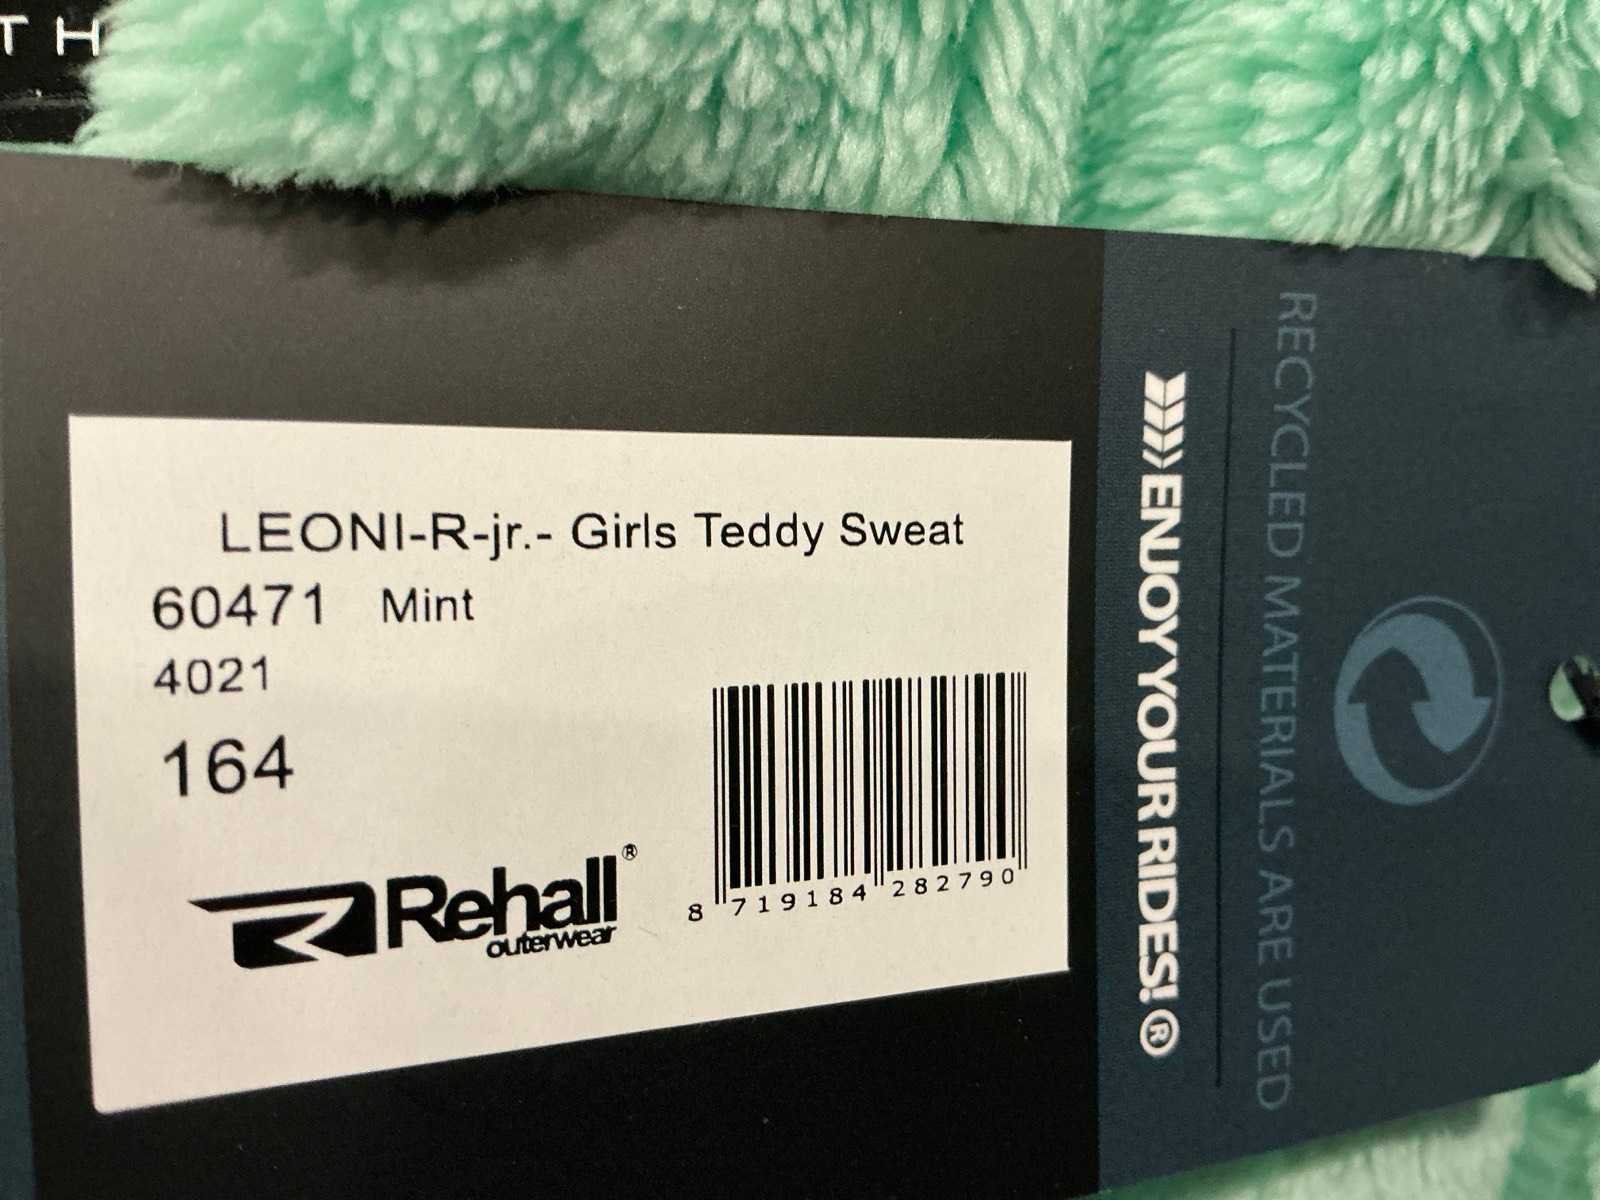 TH
LEONI-R-jr.- Girls Teddy Sweat
60471 Mint
4021
164
Rehall®
outerwear
8 719184 282790
ENJOY YOUR RIDES! ®
RECYCLED MATERIALS ARE USED